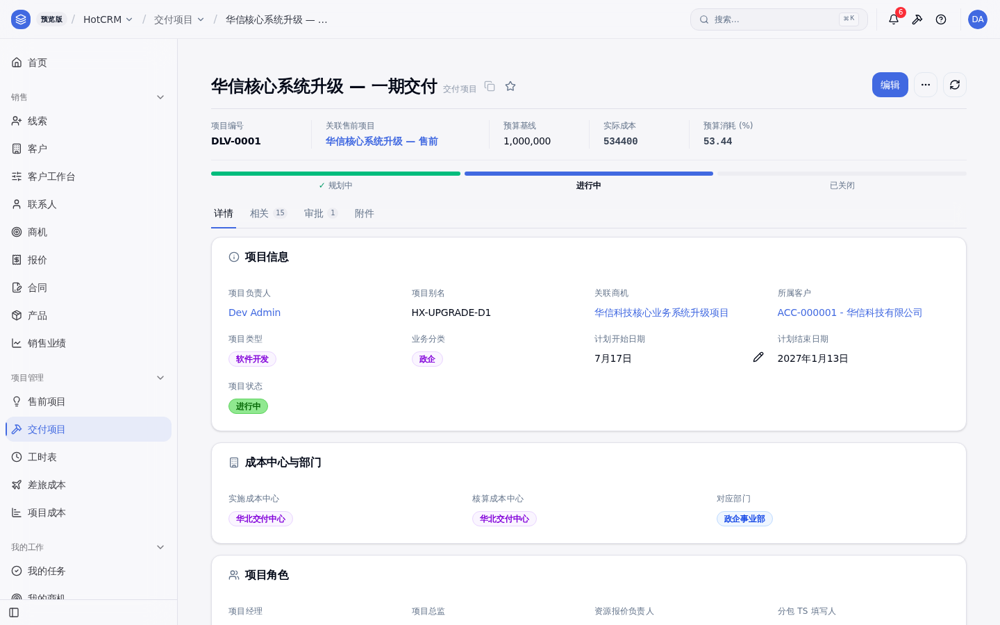 预览版 / HotCRM / 交付项目 / 华信核心系统升级 — ...
搜索... ⌘K 6 DA
首页
销售
线索
客户
客户工作台
联系人
商机
报价
合同
产品
销售业绩
项目管理
售前项目
交付项目
工时表
差旅成本
项目成本
我的工作
我的任务
我的商机
华信核心系统升级 — 一期交付 交付项目
编辑
项目编号 关联售前项目 预算基线 实际成本 预算消耗 (%)
DLV-0001 华信核心系统升级 — 售前 1,000,000 534400 53.44
✓ 规划中 进行中 已关闭
详情 相关 15 审批 1 附件
项目信息
项目负责人 项目别名 关联商机 所属客户
Dev Admin HX-UPGRADE-D1 华信科技核心业务系统升级项目 ACC-000001 - 华信科技有限公司
项目类型 业务分类 计划开始日期 计划结束日期
软件开发 政企 7月17日 2027年1月13日
项目状态
进行中
成本中心与部门
实施成本中心 核算成本中心 对应部门
华北交付中心 华北交付中心 政企事业部
项目角色
项目经理 项目总监 资源报价负责人 分包 TS 填写人